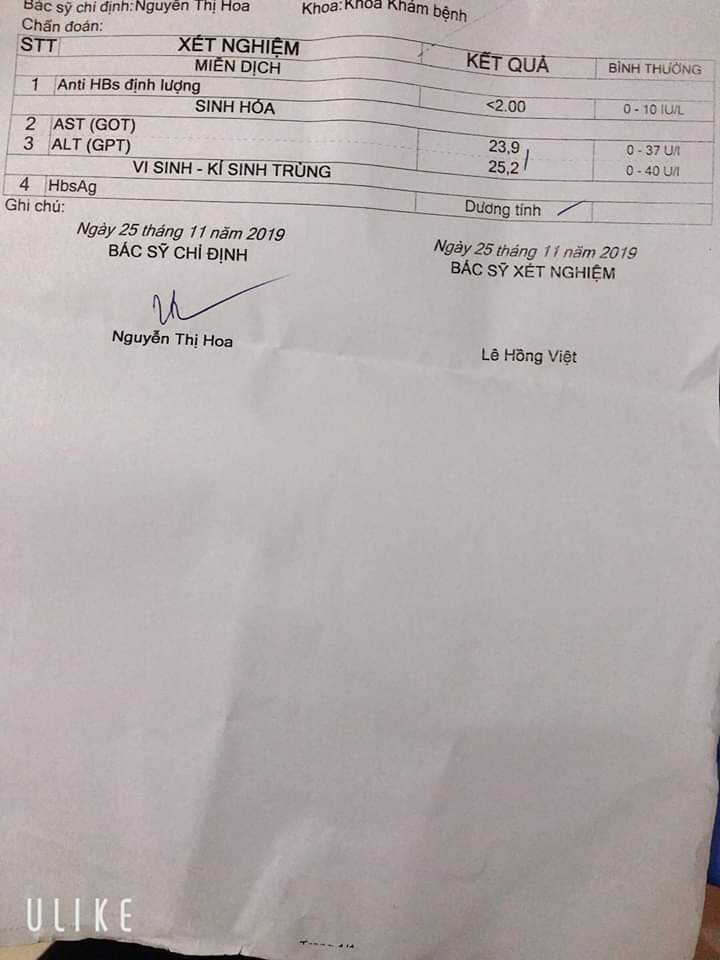 Bác sỹ chỉ định:Nguyễn Thị Hoa Khoa:Khoa Khám bệnh
Chẩn đoán:
STT XÉT NGHIỆM KẾT QUẢ BÌNH THƯỜNG
MIỄN DỊCH
1 Anti HBs định lượng <2.00 0 - 10 IU/L
SINH HÓA
2 AST (GOT) 23,9 0 - 37 U/l
3 ALT (GPT) 25,2 0 - 40 U/l
VI SINH - KÍ SINH TRÙNG
4 HbsAg Dương tính
Ghi chú:
Ngày 25 tháng 11 năm 2019 Ngày 25 tháng 11 năm 2019
BÁC SỸ CHỈ ĐỊNH BÁC SỸ XÉT NGHIỆM
Nguyễn Thị Hoa Lê Hồng Việt
ULIKE